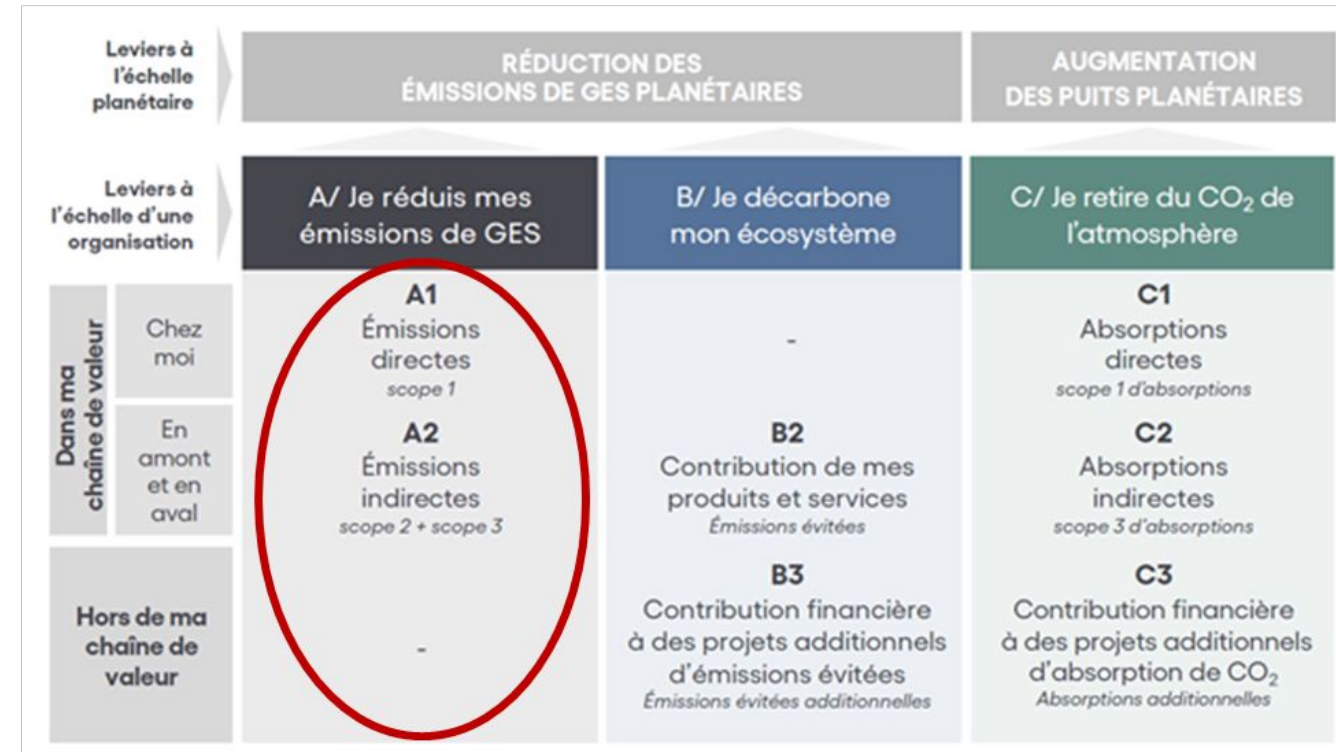 Leviers à
l'échelle
planétaire
RÉDUCTION DES
ÉMISSIONS DE GES PLANÉTAIRES
AUGMENTATION
DES PUITS PLANÉTAIRES
Leviers à
l'échelle d'une
organisation
A/ Je réduis mes
émissions de GES
B/ Je décarbone
mon écosystème
C/ Je retire du CO₂ de
l'atmosphère
Dans ma
chaîne de valeur
Chez
moi
A1
Émissions
directes
scope 1
-
C1
Absorptions
directes
scope 1 d'absorptions
En
amont
et en
aval
A2
Émissions
indirectes
scope 2 + scope 3
B2
Contribution de mes
produits et services
Émissions évitées
C2
Absorptions
indirectes
scope 3 d'absorptions
Hors de ma
chaîne de
valeur
-
B3
Contribution financière
à des projets additionnels
d'émissions évitées
Émissions évitées additionnelles
C3
Contribution financière
à des projets additionnels
d'absorption de CO₂
Absorptions additionnelles